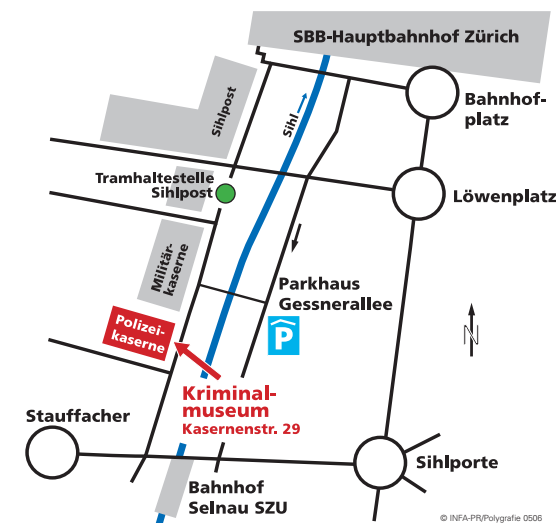 SBB-Hauptbahnhof Zürich
Bahnhof-
platz
Sihlpost
Sihl
Tramhaltestelle
Sihlpost
Löwenplatz
Militär-
kaserne
Parkhaus
Gessnerallee
P
Polizei-
kaserne
N
Kriminal-
museum
Kasernenstr. 29
Stauffacher
Sihlporte
Bahnhof
Selnau SZU
© INFA-PR/Polygrafie 0506